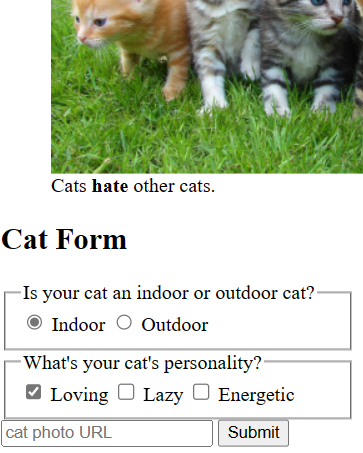 Cats hate other cats.
Cat Form
Is your cat an indoor or outdoor cat?
Indoor Outdoor
What's your cat's personality?
Loving Lazy Energetic
cat photo URL Submit